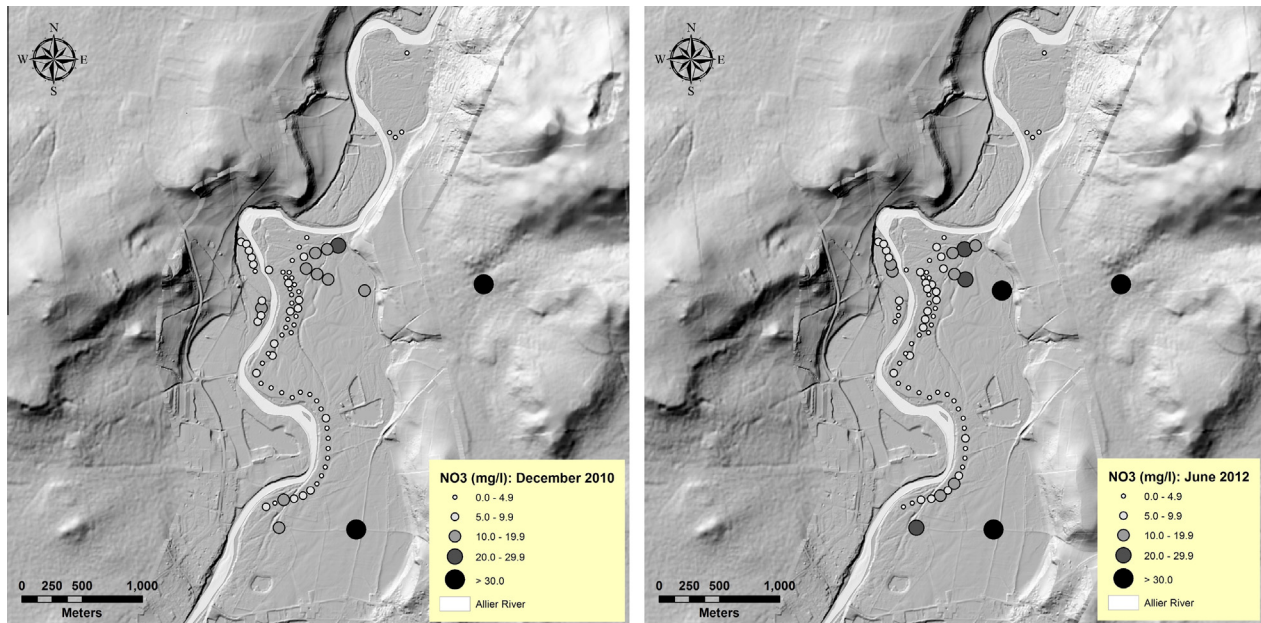 N
W E
S
NO3 (mg/l): December 2010
0.0 - 4.9
5.0 - 9.9
10.0 - 19.9
20.0 - 29.9
> 30.0
Allier River
0 250 500 1,000
Meters
N
W E
S
NO3 (mg/l): June 2012
0.0 - 4.9
5.0 - 9.9
10.0 - 19.9
20.0 - 29.9
> 30.0
Allier River
0 250 500 1,000
Meters